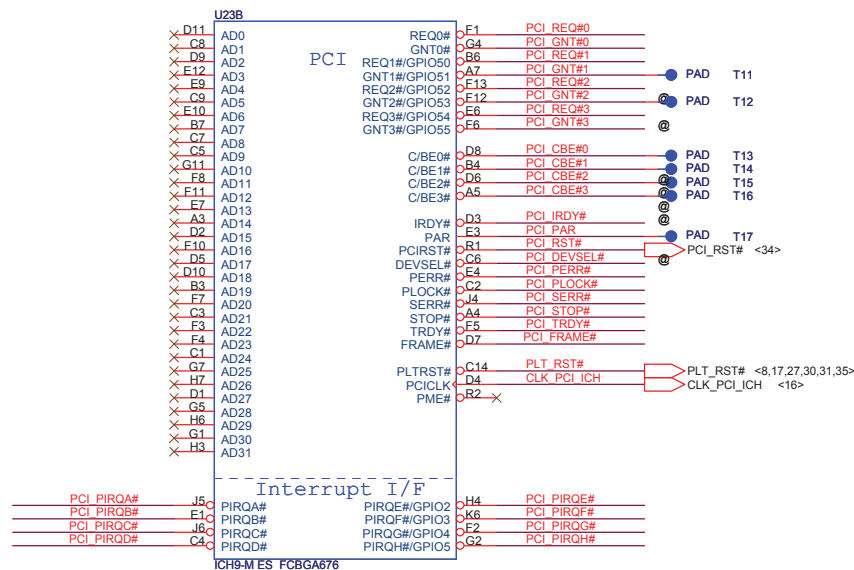 U23B
PCI
D11 AD0 REQ0# F1 PCI_REQ#0
C8 AD1 GNT0# G4 PCI_GNT#0
D9 AD2 REQ1#/GPIO50 B6 PCI_REQ#1
E12 AD3 GNT1#/GPIO51 A7 PCI_GNT#1 PAD T11
E9 AD4 REQ2#/GPIO52 F13 PCI_REQ#2
C9 AD5 GNT2#/GPIO53 F12 PCI_GNT#2 @ PAD T12
E10 AD6 REQ3#/GPIO54 E6 PCI_REQ#3
B7 AD7 GNT3#/GPIO55 F6 PCI_GNT#3 @
C7 AD8
C5 AD9 C/BE0# D8 PCI_CBE#0 PAD T13
G11 AD10 C/BE1# B4 PCI_CBE#1 PAD T14
F8 AD11 C/BE2# D6 PCI_CBE#2 @ PAD T15
F11 AD12 C/BE3# A5 PCI_CBE#3 @ PAD T16
E7 AD13 @
A3 AD14 IRDY# D3 PCI_IRDY# @
D2 AD15 PAR E3 PCI_PAR PAD T17
F10 AD16 PCIRST# R1 PCI_RST# PCI_RST# <34>
D5 AD17 DEVSEL# C6 PCI_DEVSEL# @
D10 AD18 PERR# E4 PCI_PERR#
B3 AD19 PLOCK# C2 PCI_PLOCK#
F7 AD20 SERR# J4 PCI_SERR#
C3 AD21 STOP# A4 PCI_STOP#
F3 AD22 TRDY# F5 PCI_TRDY#
F4 AD23 FRAME# D7 PCI_FRAME#
C1 AD24
G7 AD25 PLTRST# C14 PLT_RST# PLT_RST# <8,17,27,30,31,35>
H7 AD26 PCICLK D4 CLK_PCI_ICH CLK_PCI_ICH <16>
D1 AD27 PME# R2
G5 AD28
H6 AD29
G1 AD30
H3 AD31
Interrupt I/F
PCI_PIRQA# J5 PIRQA# PIRQE#/GPIO2 H4 PCI_PIRQE#
PCI_PIRQB# E1 PIRQB# PIRQF#/GPIO3 K6 PCI_PIRQF#
PCI_PIRQC# J6 PIRQC# PIRQG#/GPIO4 F2 PCI_PIRQG#
PCI_PIRQD# C4 PIRQD# PIRQH#/GPIO5 G2 PCI_PIRQH#
ICH9-M ES_FCBGA676